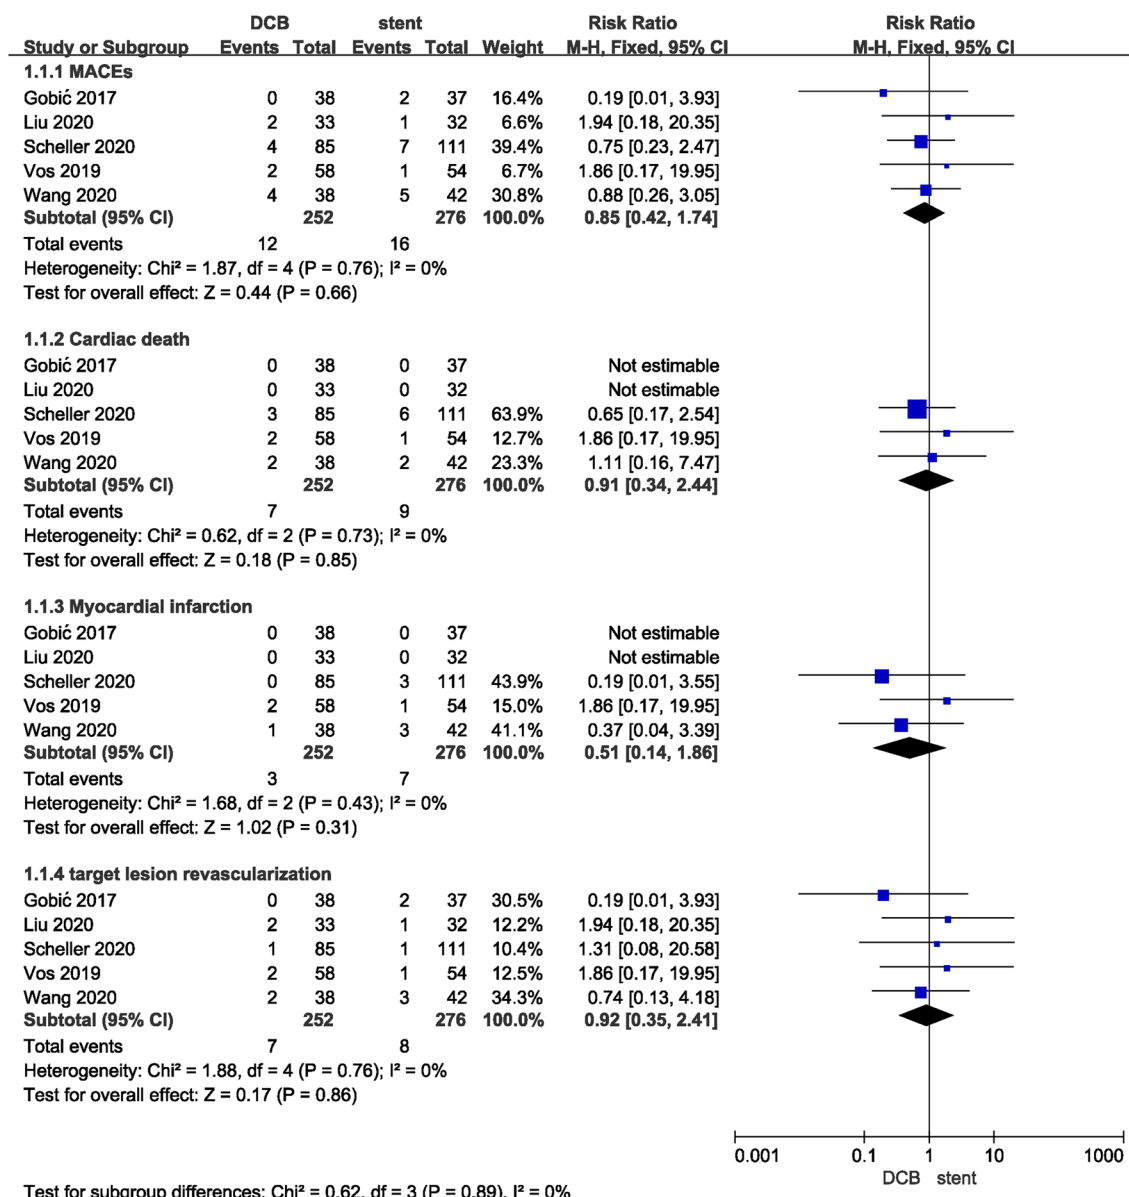 DCB stent Risk Ratio Risk Ratio
Study or Subgroup Events Total Events Total Weight M-H, Fixed, 95% CI M-H, Fixed, 95% CI
1.1.1 MACEs
Gobić 2017 0 38 2 37 16.4% 0.19 [0.01, 3.93]
Liu 2020 2 33 1 32 6.6% 1.94 [0.18, 20.35]
Scheller 2020 4 85 7 111 39.4% 0.75 [0.23, 2.47]
Vos 2019 2 58 1 54 6.7% 1.86 [0.17, 19.95]
Wang 2020 4 38 5 42 30.8% 0.88 [0.26, 3.05]
Subtotal (95% CI) 252 276 100.0% 0.85 [0.42, 1.74]
Total events 12 16
Heterogeneity: Chi² = 1.87, df = 4 (P = 0.76); I² = 0%
Test for overall effect: Z = 0.44 (P = 0.66)
1.1.2 Cardiac death
Gobić 2017 0 38 0 37 Not estimable
Liu 2020 0 33 0 32 Not estimable
Scheller 2020 3 85 6 111 63.9% 0.65 [0.17, 2.54]
Vos 2019 2 58 1 54 12.7% 1.86 [0.17, 19.95]
Wang 2020 2 38 2 42 23.3% 1.11 [0.16, 7.47]
Subtotal (95% CI) 252 276 100.0% 0.91 [0.34, 2.44]
Total events 7 9
Heterogeneity: Chi² = 0.62, df = 2 (P = 0.73); I² = 0%
Test for overall effect: Z = 0.18 (P = 0.85)
1.1.3 Myocardial infarction
Gobić 2017 0 38 0 37 Not estimable
Liu 2020 0 33 0 32 Not estimable
Scheller 2020 0 85 3 111 43.9% 0.19 [0.01, 3.55]
Vos 2019 2 58 1 54 15.0% 1.86 [0.17, 19.95]
Wang 2020 1 38 3 42 41.1% 0.37 [0.04, 3.39]
Subtotal (95% CI) 252 276 100.0% 0.51 [0.14, 1.86]
Total events 3 7
Heterogeneity: Chi² = 1.68, df = 2 (P = 0.43); I² = 0%
Test for overall effect: Z = 1.02 (P = 0.31)
1.1.4 target lesion revascularization
Gobić 2017 0 38 2 37 30.5% 0.19 [0.01, 3.93]
Liu 2020 2 33 1 32 12.2% 1.94 [0.18, 20.35]
Scheller 2020 1 85 1 111 10.4% 1.31 [0.08, 20.58]
Vos 2019 2 58 1 54 12.5% 1.86 [0.17, 19.95]
Wang 2020 2 38 3 42 34.3% 0.74 [0.13, 4.18]
Subtotal (95% CI) 252 276 100.0% 0.92 [0.35, 2.41]
Total events 7 8
Heterogeneity: Chi² = 1.88, df = 4 (P = 0.76); I² = 0%
Test for overall effect: Z = 0.17 (P = 0.86)
0.001 0.1 1 10 1000
DCB stent
Test for subgroup differences: Chi² = 0.62, df = 3 (P = 0.89), I² = 0%